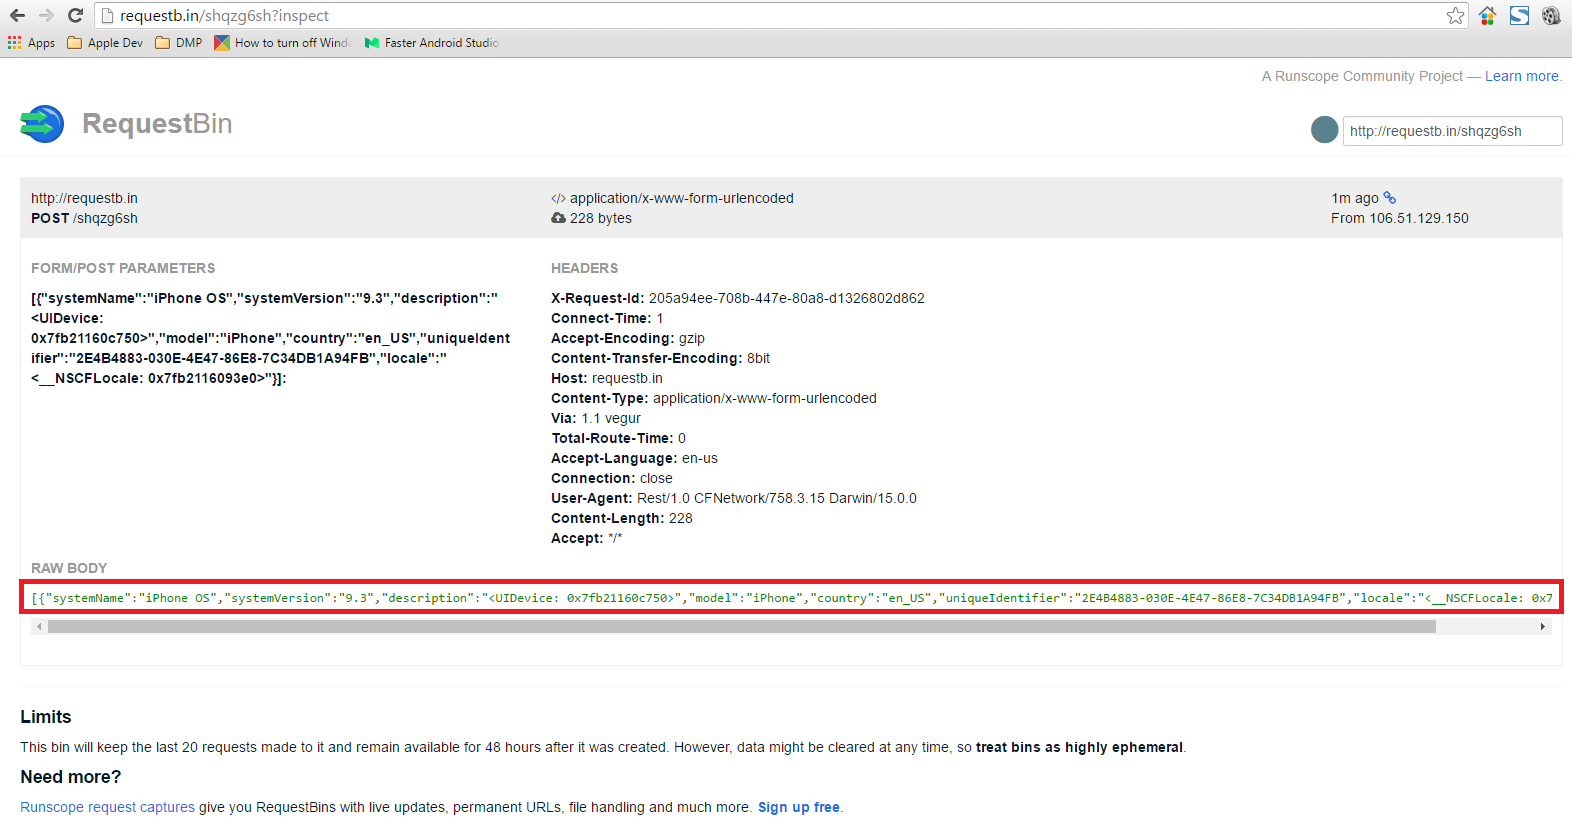 requestb.in/shqzg6sh?inspect
Apps Apple Dev DMP How to turn off Wind Faster Android Studio
A Runscope Community Project — Learn more.
RequestBin
http://requestb.in/shqzg6sh
http://requestb.in
POST /shqzg6sh
</> application/x-www-form-urlencoded
228 bytes
1m ago
From 106.51.129.150
FORM/POST PARAMETERS
[{"systemName":"iPhone OS","systemVersion":"9.3","description":"
<UIDevice:
0x7fb21160c750>","model":"iPhone","country":"en_US","uniqueIdent
ifier":"2E4B4883-030E-4E47-86E8-7C34DB1A94FB","locale":"
<__NSCFLocale: 0x7fb2116093e0>"}]:
HEADERS
X-Request-Id: 205a94ee-708b-447e-80a8-d1326802d862
Connect-Time: 1
Accept-Encoding: gzip
Content-Transfer-Encoding: 8bit
Host: requestb.in
Content-Type: application/x-www-form-urlencoded
Via: 1.1 vegur
Total-Route-Time: 0
Accept-Language: en-us
Connection: close
User-Agent: Rest/1.0 CFNetwork/758.3.15 Darwin/15.0.0
Content-Length: 228
Accept: */*
RAW BODY
[{"systemName":"iPhone OS","systemVersion":"9.3","description":"<UIDevice: 0x7fb21160c750>","model":"iPhone","country":"en_US","uniqueIdentifier":"2E4B4883-030E-4E47-86E8-7C34DB1A94FB","locale":"<__NSCFLocale: 0x7
Limits
This bin will keep the last 20 requests made to it and remain available for 48 hours after it was created. However, data might be cleared at any time, so treat bins as highly ephemeral.
Need more?
Runscope request captures give you RequestBins with live updates, permanent URLs, file handling and much more. Sign up free.